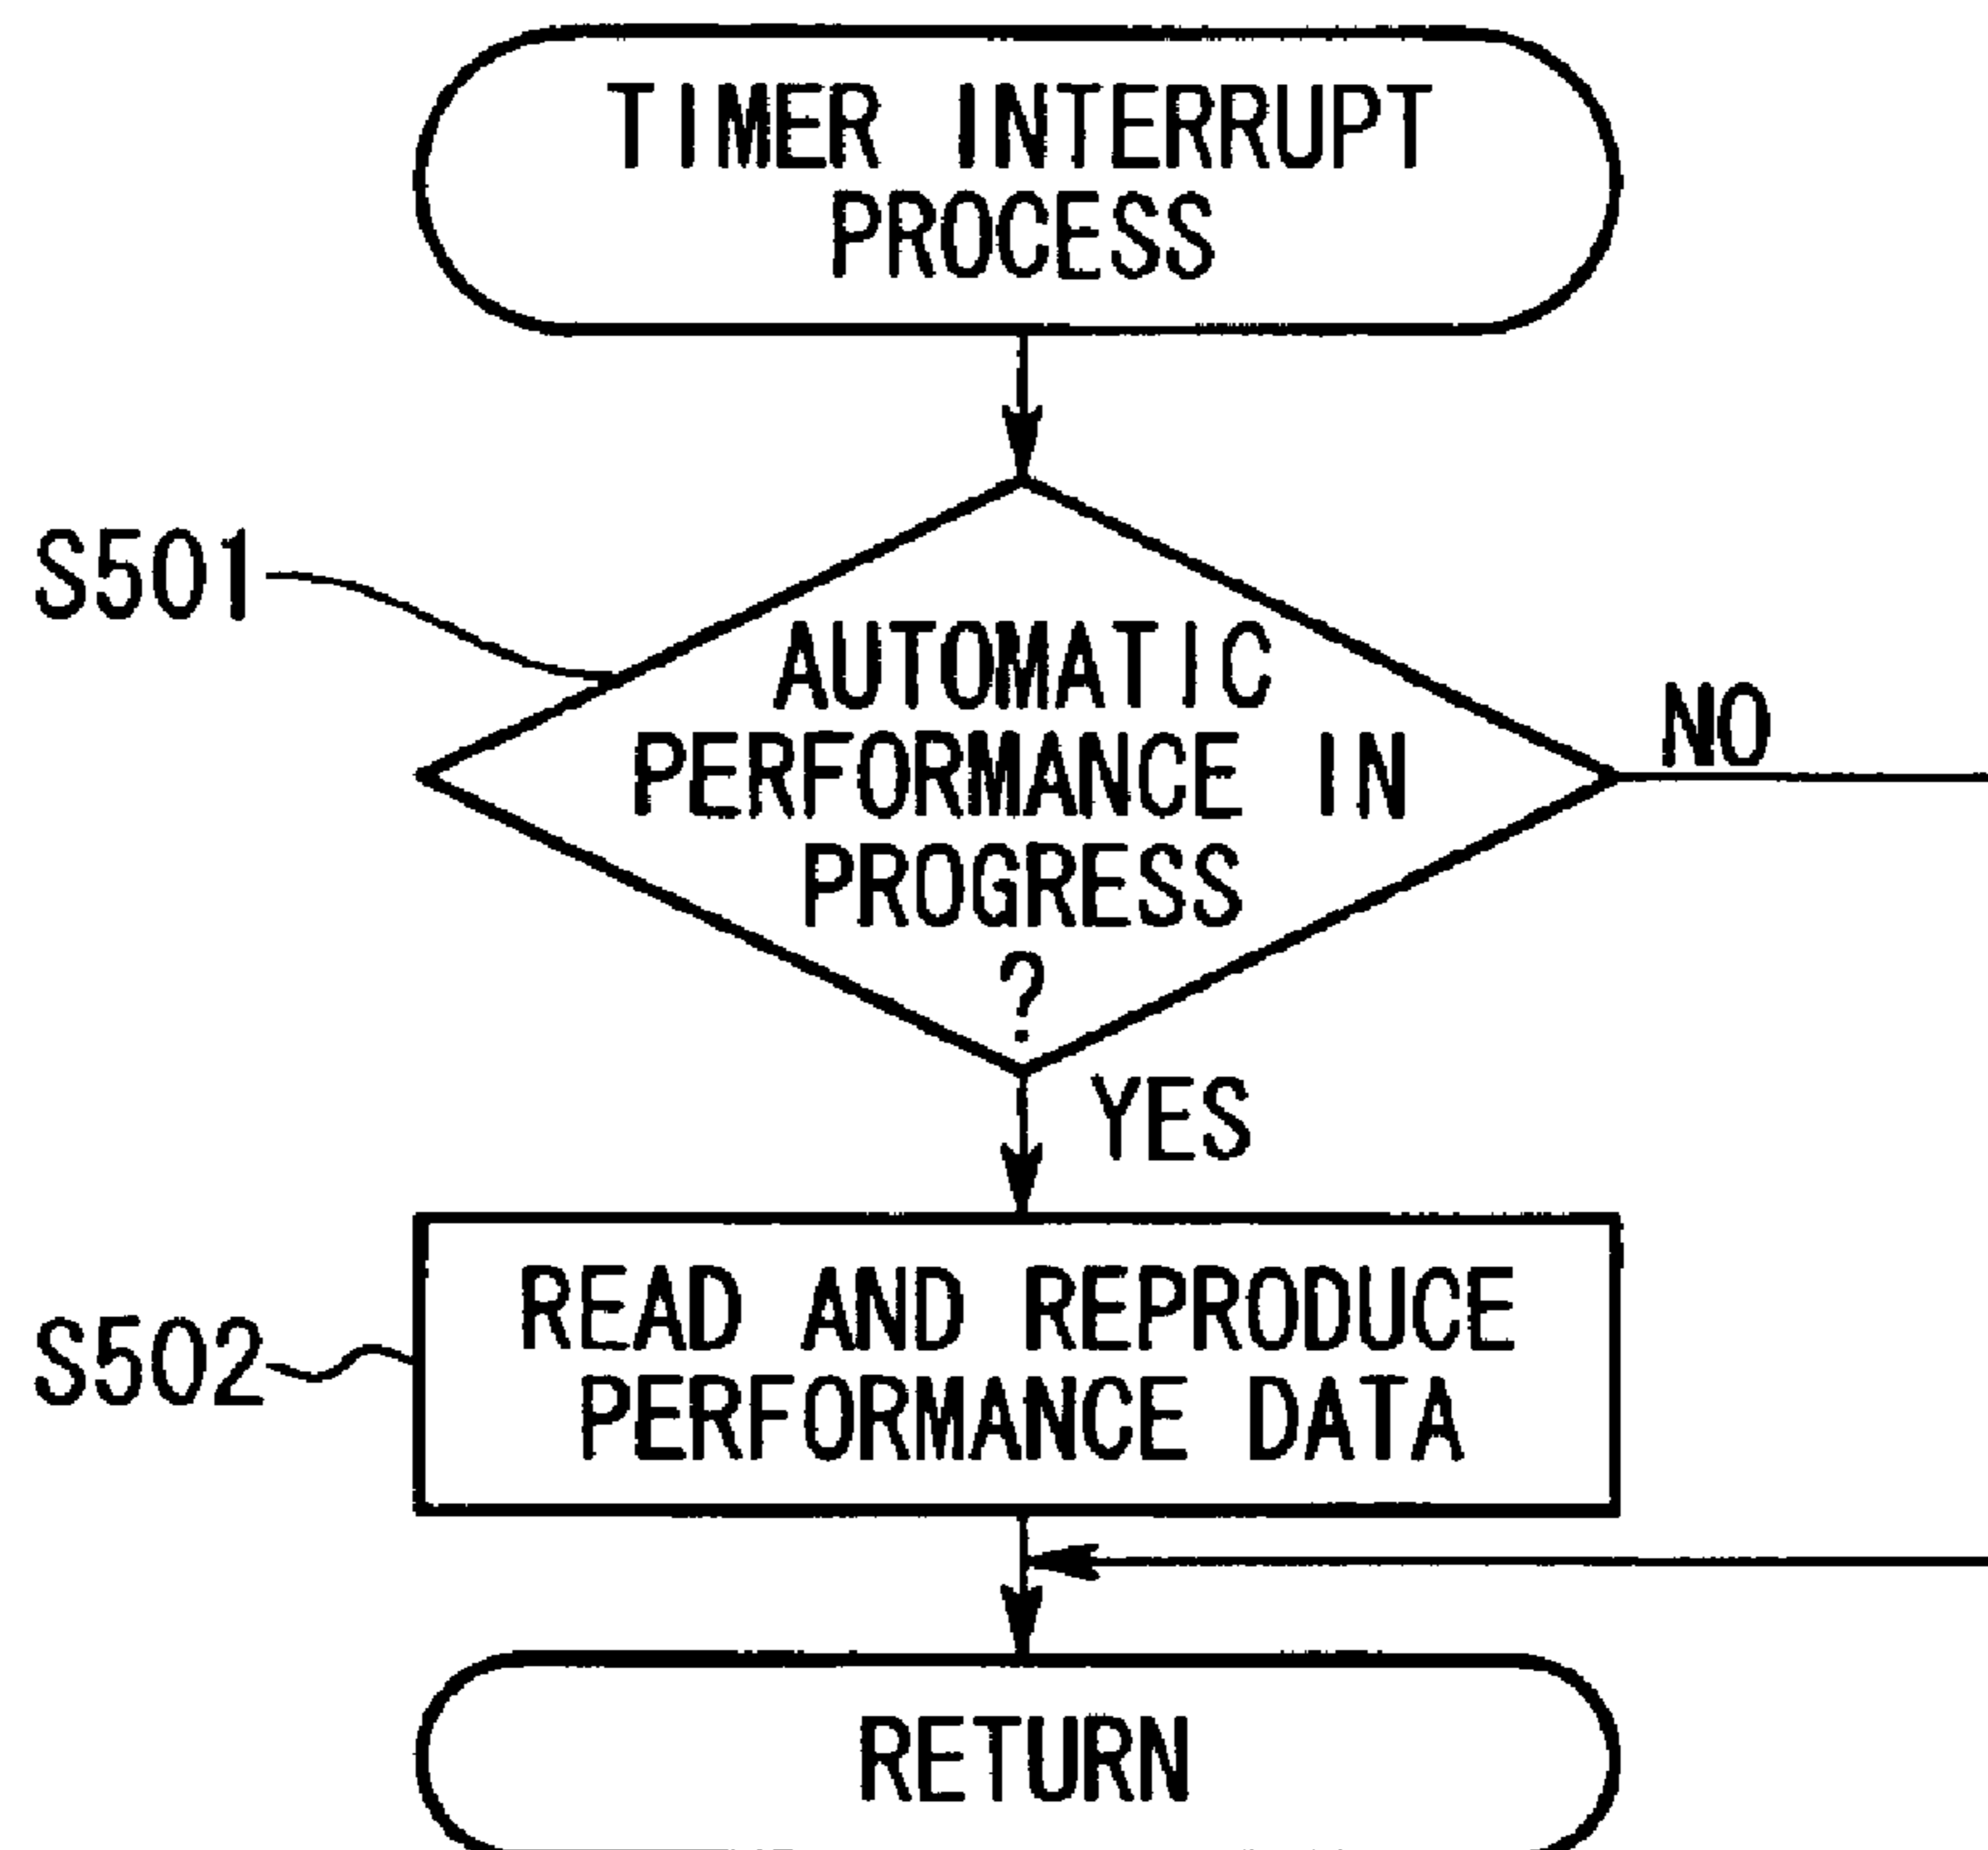 TIMER INTERRUPT
PROCESS
S501
AUTOMATIC
PERFORMANCE IN
PROGRESS
?
NO
YES
S502
READ AND REPRODUCE
PERFORMANCE DATA
RETURN